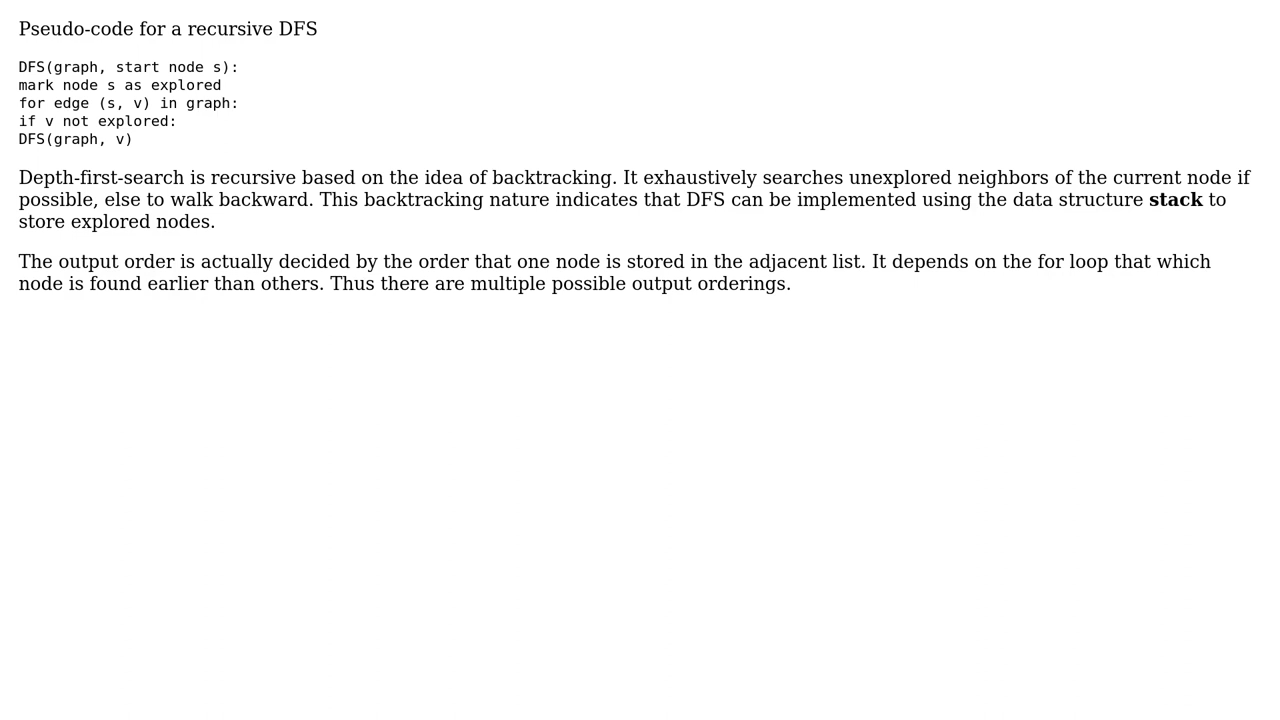 Pseudo-code for a recursive DFS
DFS(graph, start node s):
mark node s as explored
for edge (s, v) in graph:
if v not explored:
DFS(graph, v)
Depth-first-search is recursive based on the idea of backtracking. It exhaustively searches unexplored neighbors of the current node if
possible, else to walk backward. This backtracking nature indicates that DFS can be implemented using the data structure stack to
store explored nodes.
The output order is actually decided by the order that one node is stored in the adjacent list. It depends on the for loop that which
node is found earlier than others. Thus there are multiple possible output orderings.